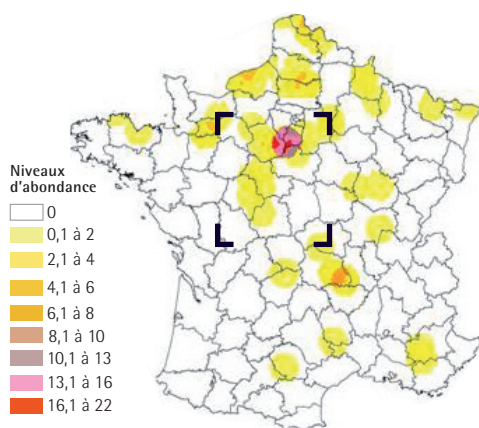 Niveaux
d'abondance
0
0,1 à 2
2,1 à 4
4,1 à 6
6,1 à 8
8,1 à 10
10,1 à 13
13,1 à 16
16,1 à 22